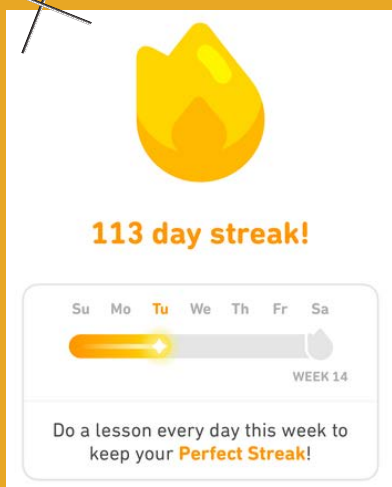 113 day streak!
Su Mo Tu We Th Fr Sa
WEEK 14
Do a lesson every day this week to
keep your Perfect Streak!